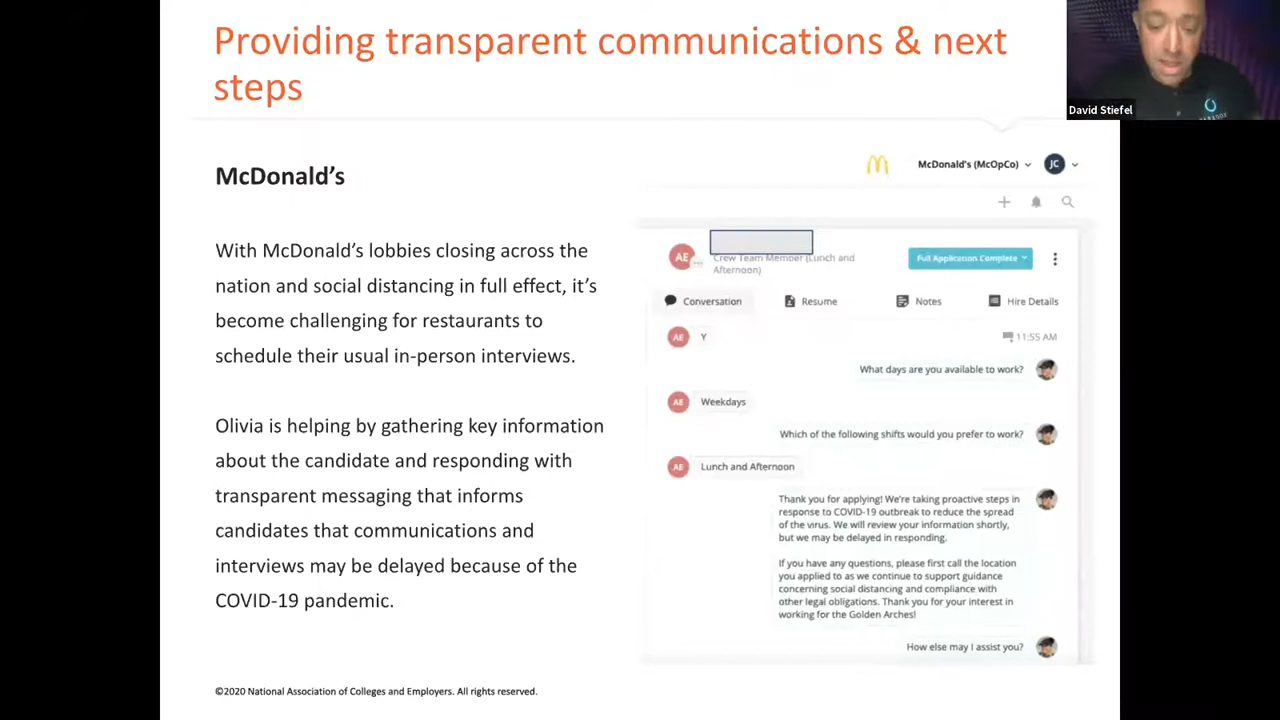 Providing transparent communications & next
steps
David Stiefel
McDonald's
With McDonald's lobbies closing across the
nation and social distancing in full effect, it's
become challenging for restaurants to
schedule their usual in-person interviews.
Olivia is helping by gathering key information
about the candidate and responding with
transparent messaging that informs
candidates that communications and
interviews may be delayed because of the
COVID-19 pandemic.
McDonald's (McOpCo)
JC
AE
Crew Team Member (Lunch and
Afternoon)
Full Application Complete
Conversation
Resume
Notes
Hire Details
AE
Y
11:55 AM
What days are you available to work?
AE
Weekdays
Which of the following shifts would you prefer to work?
AE
Lunch and Afternoon
Thank you for applying! We're taking proactive steps in
response to COVID-19 outbreak to reduce the spread
of the virus. We will review your information shortly,
but we may be delayed in responding.
If you have any questions, please first call the location
you applied to as we continue to support guidance
concerning social distancing and compliance with
other legal obligations. Thank you for your interest in
working for the Golden Arches!
How else may I assist you?
©2020 National Association of Colleges and Employers. All rights reserved.